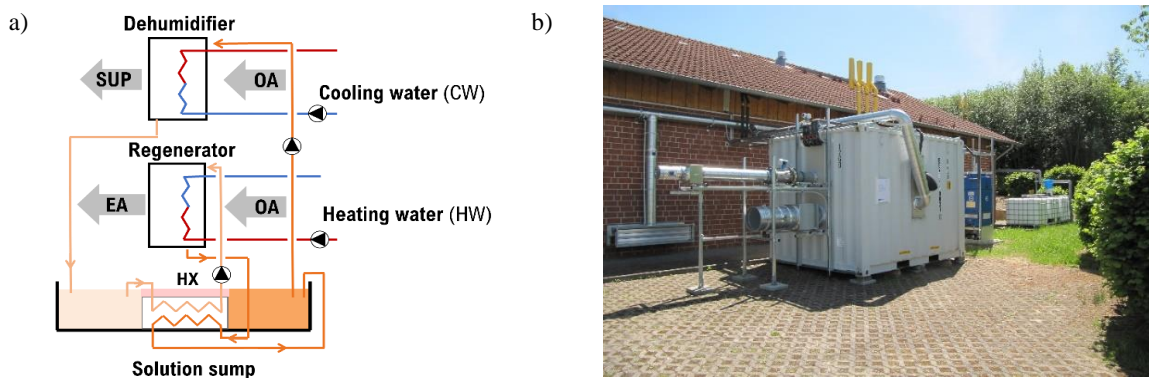 a)
Dehumidifier
SUP
OA
Cooling water (CW)
Regenerator
EA
OA
Heating water (HW)
HX
Solution sump
b)